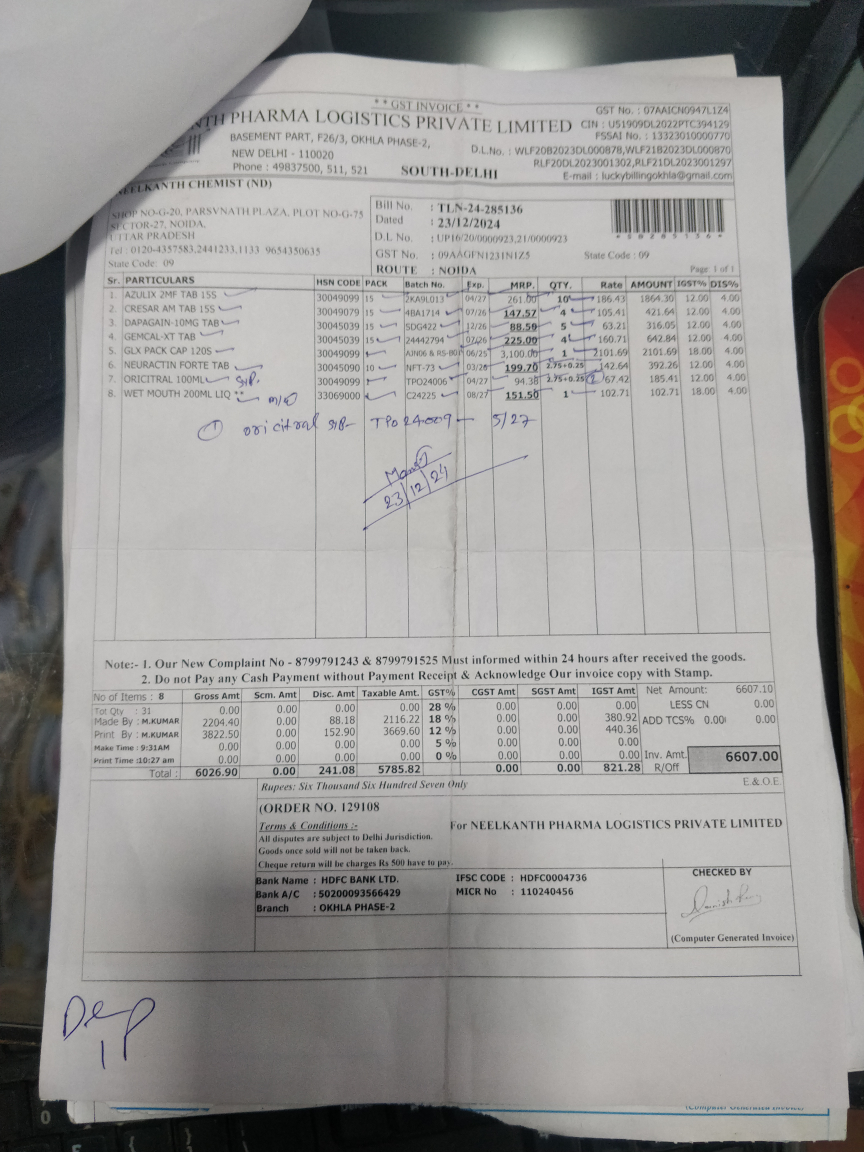 ** GST INVOICE **
PHARMA LOGISTICS PRIVATE LIMITED
BASEMENT PART, F26/3, OKHLA PHASE-2,
NEW DELHI - 110020
Phone : 49837500, 511, 521
SOUTH-DELHI
GST No. : 07AAICN0947L1Z4
CIN : U51909DL2022PTC394129
FSSAI No. : 13323010000770
D.L.No. : WLF20B2023DL000878,WLF21B2023DL000870
RLF20DL2023001302,RLF21DL2023001297
E-mail : luckybillingokhla@gmail.com
NEELKANTH CHEMIST (ND)
SHOP NO-G-20, PARSVNATH PLAZA, PLOT NO-G-75
SECTOR-27, NOIDA.
UTTAR PRADESH
Tel : 0120-4357583,2441233,1133 9654350635
State Code: 09
Bill No. : TLN-24-285136
Dated : 23/12/2024
D.L No. : UP16/20/0000923,21/0000923
GST No. : 09AAGFN1231N1Z5 State Code : 09
ROUTE : NOIDA
*5828513 6*
Page: 1 of 1
Sr. PARTICULARS HSN CODE PACK Batch No. Exp. MRP. QTY. Rate AMOUNT IGST% DIS%
1. AZULIX 2MF TAB 15S 30049099 15 2KA9L013 04/27 261.00 10 186.43 1864.30 12.00 4.00
2. CRESAR AM TAB 15S 30049079 15 4BA1714 07/26 147.57 4 105.41 421.64 12.00 4.00
3. DAPAGAIN-10MG TAB 30045039 15 SDG422 12/26 88.50 5 63.21 316.05 12.00 4.00
4. GEMCAL-XT TAB 30045039 15 24442794 07/26 225.00 4 160.71 642.84 12.00 4.00
5. GLX PACK CAP 120S 30049099 AJN06 & RS-801 06/25 3,100.00 1 2101.69 2101.69 18.00 4.00
6. NEURACTIN FORTE TAB 30045090 10 NFT-73 03/26 199.70 2.75+0.25 142.64 392.26 12.00 4.00
7. ORICITRAL 100ML SIP. 30049099 TPO24006 04/27 94.38 2.75+0.25 2 67.42 185.41 12.00 4.00
8. WET MOUTH 200ML LIQ ** m/w 33069000 C24225 08/27 151.50 1 102.71 102.71 18.00 4.00
1 oricitral SIP- TPO24009 - 5/27
23/12/24
Note:- 1. Our New Complaint No - 8799791243 & 8799791525 Must informed within 24 hours after received the goods.
2. Do not Pay any Cash Payment without Payment Receipt & Acknowledge Our invoice copy with Stamp.
No of Items : 8 Gross Amt Scm. Amt Disc. Amt Taxable Amt. GST% CGST Amt SGST Amt IGST Amt Net Amount: 6607.10
Tot Qty : 31 0.00 0.00 0.00 0.00 28 % 0.00 0.00 0.00 LESS CN 0.00
Made By : M.KUMAR 2204.40 0.00 88.18 2116.22 18 % 0.00 0.00 380.92 ADD TCS% 0.00 0.00
Print By : M.KUMAR 3822.50 0.00 152.90 3669.60 12 % 0.00 0.00 440.36
Make Time : 9:31AM 0.00 0.00 0.00 0.00 5 % 0.00 0.00 0.00
Print Time :10:27 am 0.00 0.00 0.00 0.00 0 % 0.00 0.00 0.00 Inv. Amt. 6607.00
Total : 6026.90 0.00 241.08 5785.82 0.00 0.00 821.28 R/Off
Rupees: Six Thousand Six Hundred Seven Only
E.& O.E.
(ORDER NO. 129108
Terms & Conditions :-
All disputes are subject to Delhi Jurisdiction.
Goods once sold will not be taken back.
Cheque return will be charges Rs 500 have to pay.
For NEELKANTH PHARMA LOGISTICS PRIVATE LIMITED
Bank Name : HDFC BANK LTD. IFSC CODE : HDFC0004736
Bank A/C : 50200093566429 MICR No : 110240456
Branch : OKHLA PHASE-2
CHECKED BY
(Computer Generated Invoice)
(Computer Generated Invoice)